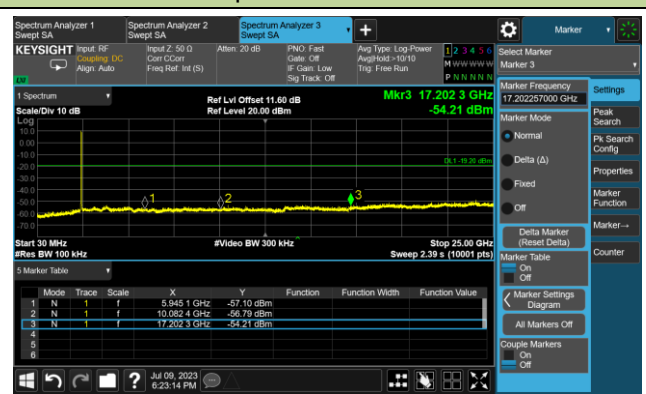 Spectrum Analyzer 1
Swept SA
Spectrum Analyzer 2
Swept SA
Spectrum Analyzer 3
Swept SA
Marker
KEYSIGHT
Input: RF
Coupling: DC
Align: Auto
Input Z: 50 Ω
Corr CCorr
Freq Ref: Int (S)
Atten: 20 dB
PNO: Fast
Gate: Off
IF Gain: Low
Sig Track: Off
Avg Type: Log-Power
Avg|Hold:>10/10
Trig: Free Run
1 2 3 4 5 6
M W W W W W
P N N N N N
LXI
1 Spectrum
Scale/Div 10 dB
Log
Ref Lvl Offset 11.60 dB
Ref Level 20.00 dBm
Mkr3 17.202 3 GHz
-54.21 dBm
10.0
0.00
-10.0
-20.0
-30.0
-40.0
-50.0
-60.0
-70.0
DL1 -19.20 dBm
1
2
3
Start 30 MHz
#Res BW 100 kHz
#Video BW 300 kHz
Stop 25.00 GHz
Sweep 2.39 s (10001 pts)
5 Marker Table
Mode Trace Scale X Y Function Function Width Function Value
1 N 1 f 5.945 1 GHz -57.10 dBm
2 N 1 f 10.082 4 GHz -56.79 dBm
3 N 1 f 17.202 3 GHz -54.21 dBm
4
5
6
Jul 09, 2023
6:23:14 PM
Select Marker
Marker 3
Marker Frequency
17.202257000 GHz
Marker Mode
Normal
Delta (Δ)
Fixed
Off
Delta Marker
(Reset Delta)
Marker Table
On
Off
Marker Settings
Diagram
All Markers Off
Couple Markers
On
Off
Settings
Peak
Search
Pk Search
Config
Properties
Marker
Function
Marker→
Counter